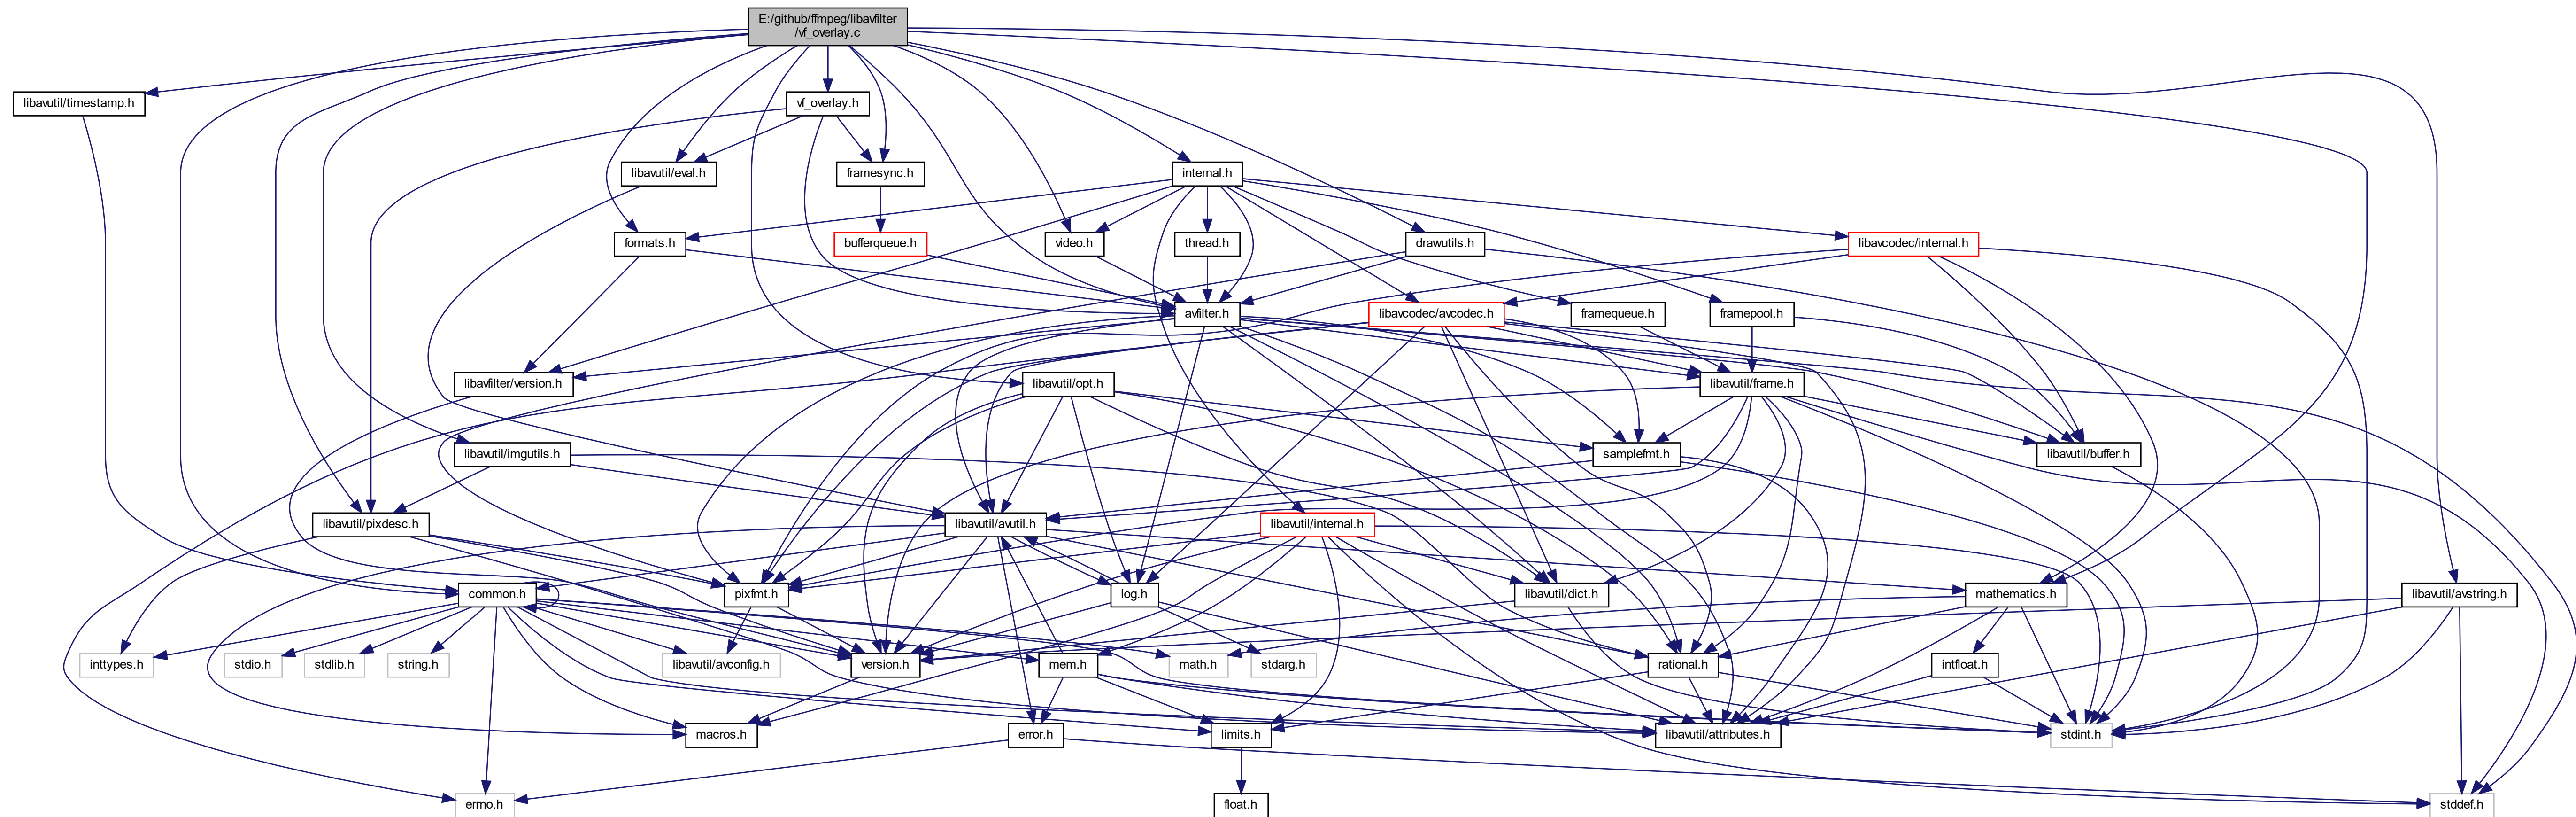 E:/github/ffmpeg/libavfilter
/vf_overlay.c
libavutil/timestamp.h
vf_overlay.h
libavutil/eval.h
framesync.h
internal.h
formats.h
bufferqueue.h
video.h
thread.h
drawutils.h
libavcodec/internal.h
avfilter.h
libavcodec/avcodec.h
framequeue.h
framepool.h
libavfilter/version.h
libavutil/opt.h
libavutil/frame.h
libavutil/imgutils.h
samplefmt.h
libavutil/buffer.h
libavutil/pixdesc.h
libavutil/avutil.h
libavutil/internal.h
common.h
pixfmt.h
log.h
libavutil/dict.h
mathematics.h
libavutil/avstring.h
inttypes.h
stdio.h
stdlib.h
string.h
libavutil/avconfig.h
version.h
mem.h
math.h
stdarg.h
rational.h
intfloat.h
macros.h
error.h
limits.h
libavutil/attributes.h
stdint.h
errno.h
float.h
stddef.h